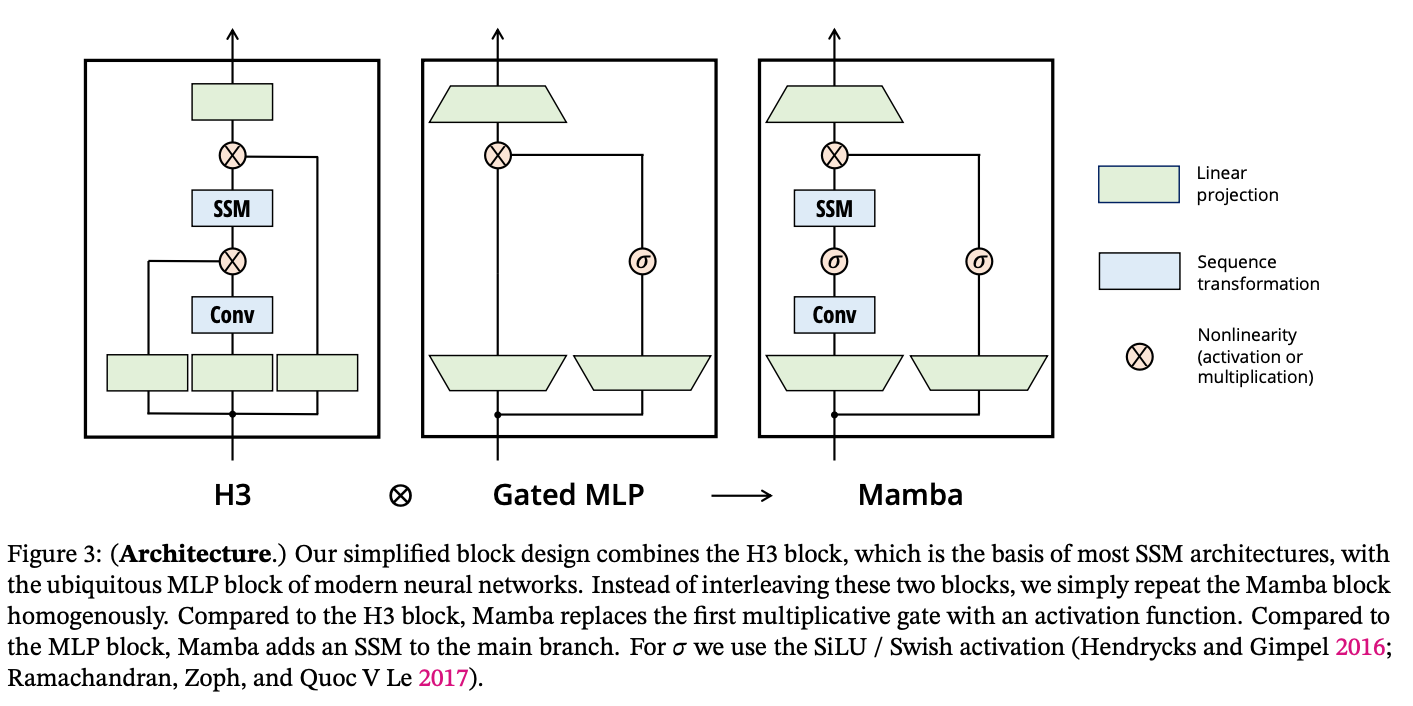 SSM
Conv
σ
SSM
σ
σ
Conv
Linear
projection
Sequence
transformation
Nonlinearity
(activation or
multiplication)
H3 ⊗ Gated MLP ⟶ Mamba
Figure 3: (Architecture.) Our simplified block design combines the H3 block, which is the basis of most SSM architectures, with
the ubiquitous MLP block of modern neural networks. Instead of interleaving these two blocks, we simply repeat the Mamba block
homogenously. Compared to the H3 block, Mamba replaces the first multiplicative gate with an activation function. Compared to
the MLP block, Mamba adds an SSM to the main branch. For σ we use the SiLU / Swish activation (Hendrycks and Gimpel 2016;
Ramachandran, Zoph, and Quoc V Le 2017).